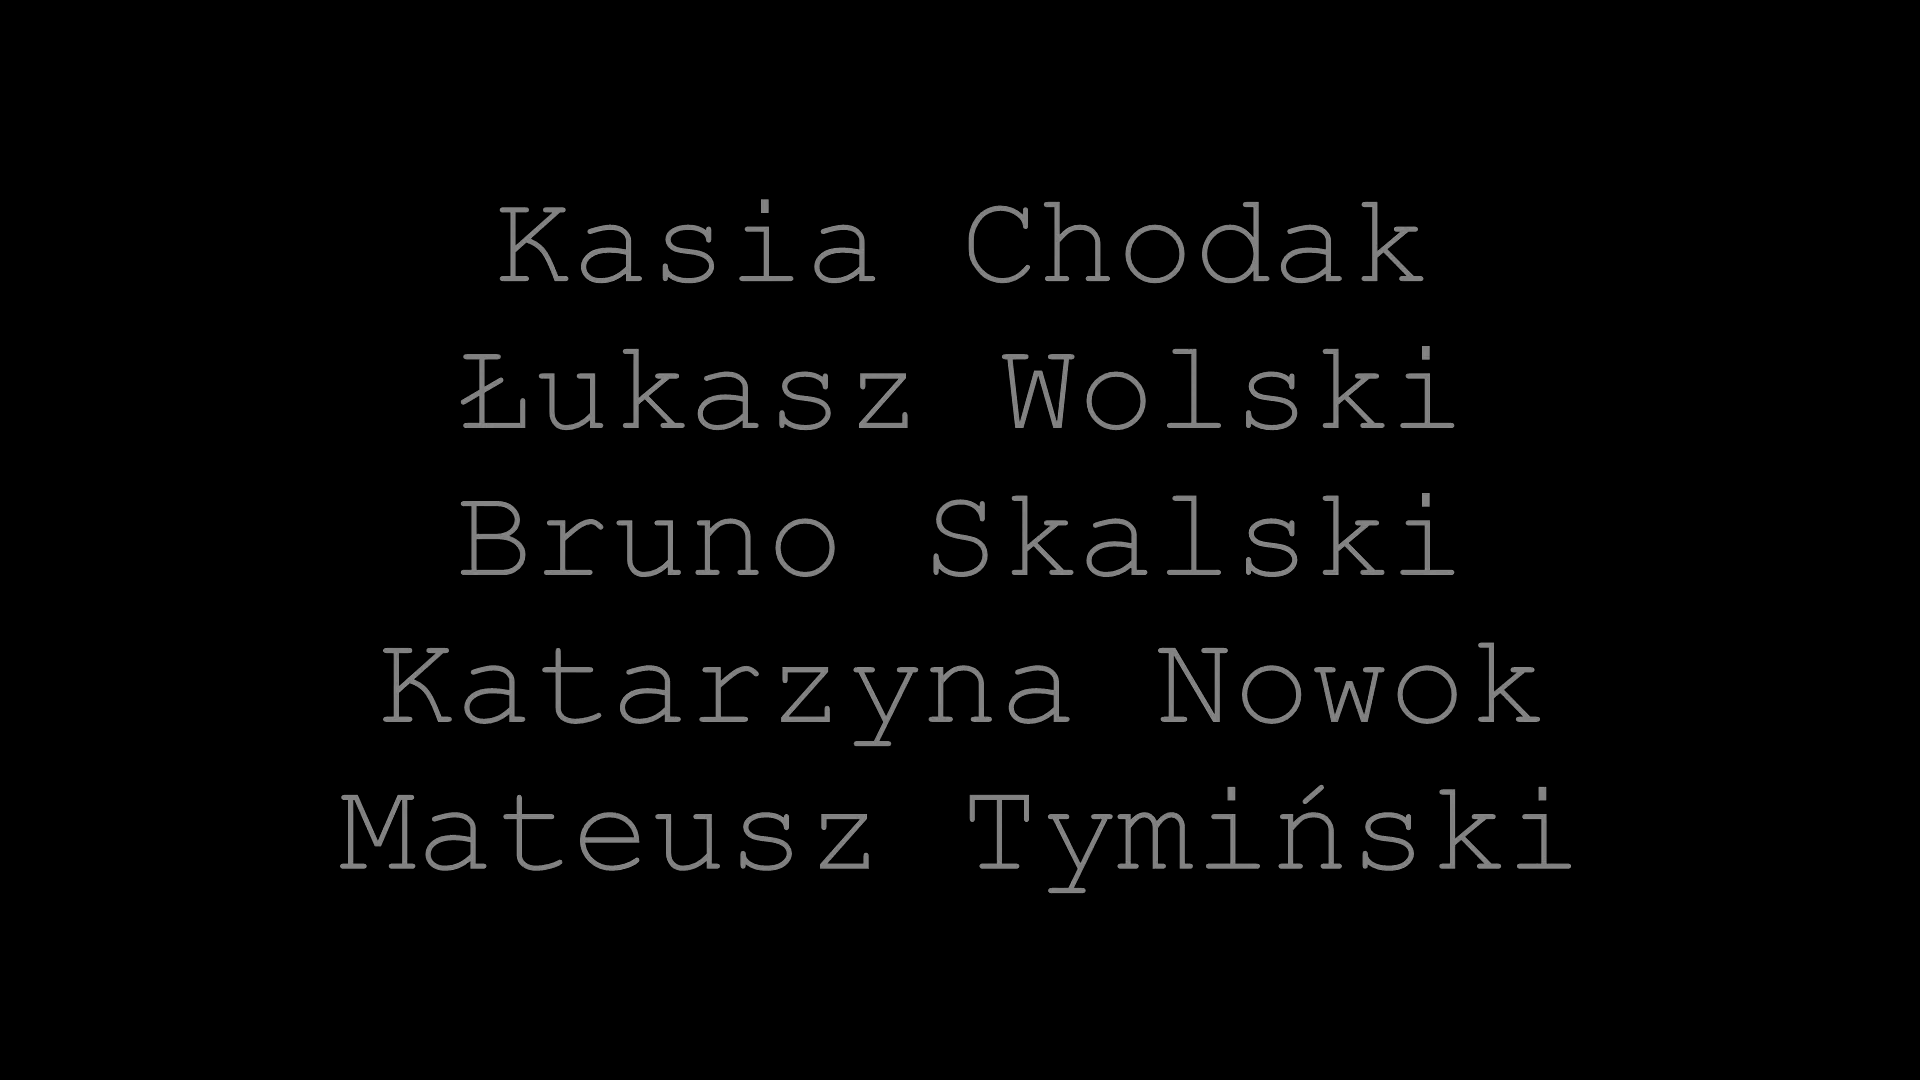 Kasia Chodak
Łukasz Wolski
Bruno Skalski
Katarzyna Nowok
Mateusz Tymiński